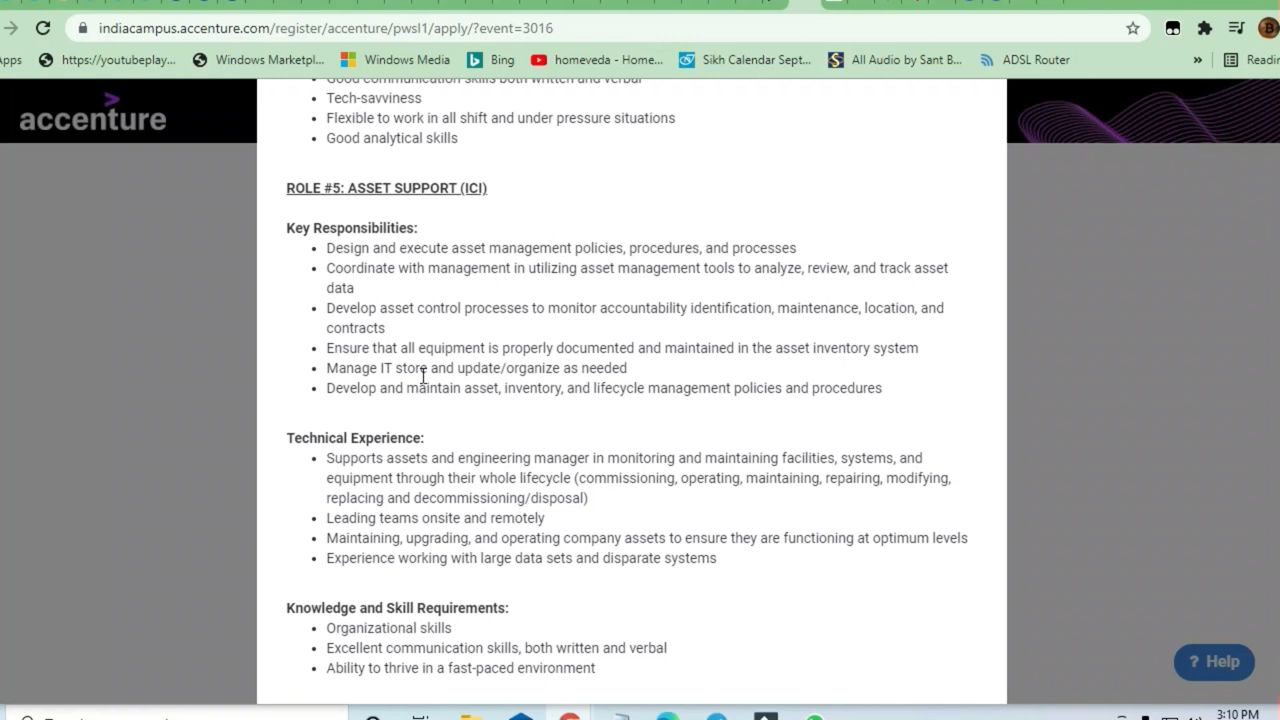 indiacampus.accenture.com/register/accenture/pwsl1/apply/?event=3016
https://youtubeplay... Windows Marketpl... Windows Media Bing homeveda - Home... Sikh Calendar Sept... All Audio by Sant B... ADSL Router »
accenture
Good communication skills both written and verbal
• Tech-savviness
• Flexible to work in all shift and under pressure situations
• Good analytical skills
ROLE #5: ASSET SUPPORT (ICI)
Key Responsibilities:
• Design and execute asset management policies, procedures, and processes
• Coordinate with management in utilizing asset management tools to analyze, review, and track asset
data
• Develop asset control processes to monitor accountability identification, maintenance, location, and
contracts
• Ensure that all equipment is properly documented and maintained in the asset inventory system
• Manage IT store and update/organize as needed
• Develop and maintain asset, inventory, and lifecycle management policies and procedures
Technical Experience:
• Supports assets and engineering manager in monitoring and maintaining facilities, systems, and
equipment through their whole lifecycle (commissioning, operating, maintaining, repairing, modifying,
replacing and decommissioning/disposal)
• Leading teams onsite and remotely
• Maintaining, upgrading, and operating company assets to ensure they are functioning at optimum levels
• Experience working with large data sets and disparate systems
Knowledge and Skill Requirements:
• Organizational skills
• Excellent communication skills, both written and verbal
• Ability to thrive in a fast-paced environment
? Help
3:10 PM